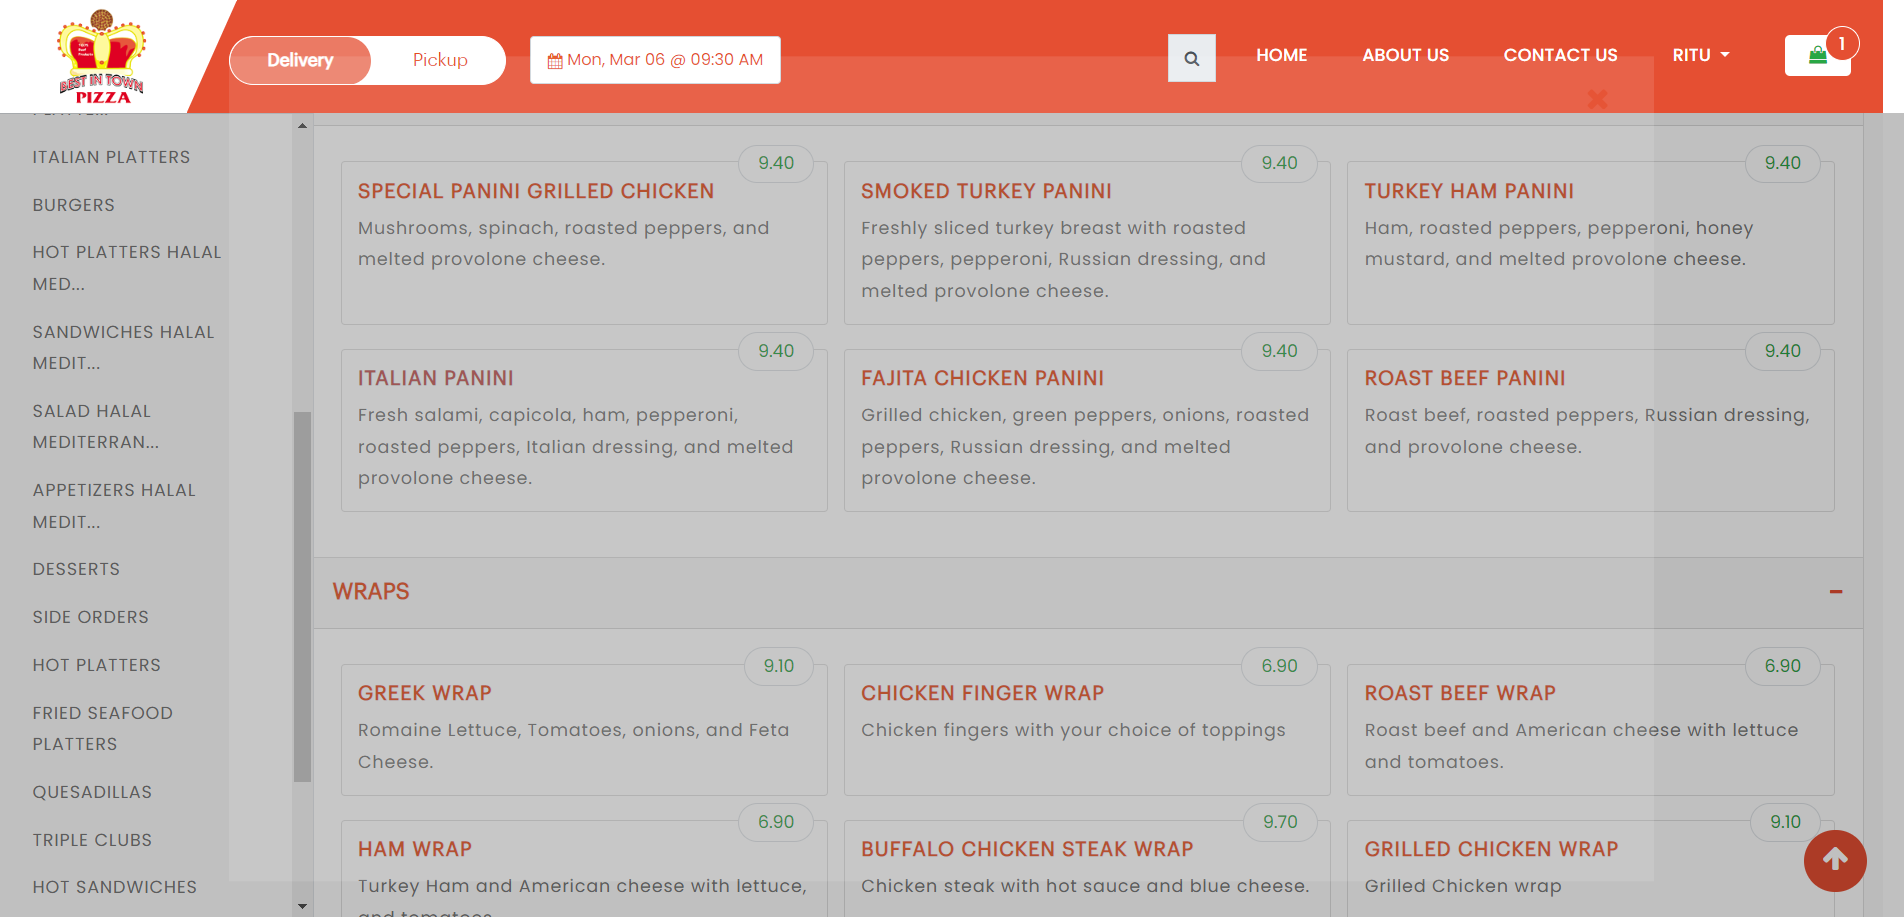 BEST IN TOWN
PIZZA
Delivery
Pickup
Mon, Mar 06 @ 09:30 AM
HOME
ABOUT US
CONTACT US
RITU
1
ITALIAN PLATTERS
BURGERS
HOT PLATTERS HALAL
MED...
SANDWICHES HALAL
MEDIT...
SALAD HALAL
MEDITERRAN...
APPETIZERS HALAL
MEDIT...
DESSERTS
SIDE ORDERS
HOT PLATTERS
FRIED SEAFOOD
PLATTERS
QUESADILLAS
TRIPLE CLUBS
HOT SANDWICHES
9.40
SPECIAL PANINI GRILLED CHICKEN
Mushrooms, spinach, roasted peppers, and
melted provolone cheese.
9.40
SMOKED TURKEY PANINI
Freshly sliced turkey breast with roasted
peppers, pepperoni, Russian dressing, and
melted provolone cheese.
9.40
TURKEY HAM PANINI
Ham, roasted peppers, pepperoni, honey
mustard, and melted provolone cheese.
9.40
ITALIAN PANINI
Fresh salami, capicola, ham, pepperoni,
roasted peppers, Italian dressing, and melted
provolone cheese.
9.40
FAJITA CHICKEN PANINI
Grilled chicken, green peppers, onions, roasted
peppers, Russian dressing, and melted
provolone cheese.
9.40
ROAST BEEF PANINI
Roast beef, roasted peppers, Russian dressing,
and provolone cheese.
WRAPS
9.10
GREEK WRAP
Romaine Lettuce, Tomatoes, onions, and Feta
Cheese.
6.90
CHICKEN FINGER WRAP
Chicken fingers with your choice of toppings
6.90
ROAST BEEF WRAP
Roast beef and American cheese with lettuce
and tomatoes.
6.90
HAM WRAP
Turkey Ham and American cheese with lettuce,
and tomatoes
9.70
BUFFALO CHICKEN STEAK WRAP
Chicken steak with hot sauce and blue cheese.
9.10
GRILLED CHICKEN WRAP
Grilled Chicken wrap